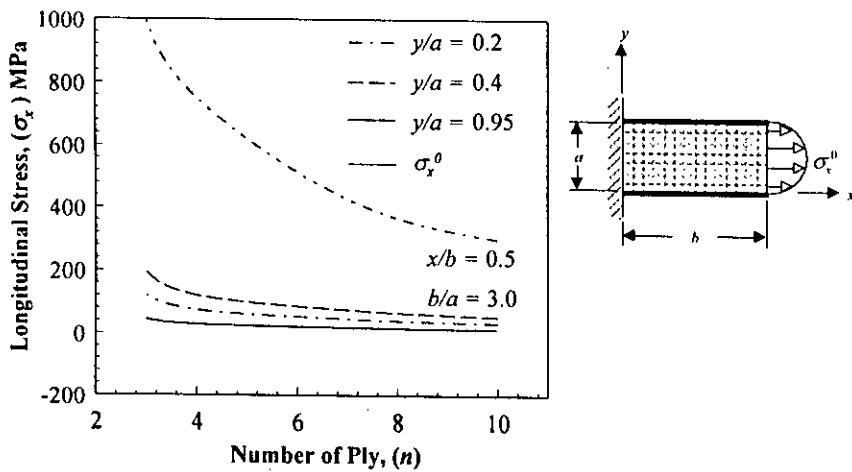 Longitudinal Stress, (σₓ) MPa
1000
800
600
400
200
0
-200
y/a = 0.2
y/a = 0.4
y/a = 0.95
σₓ⁰
x/b = 0.5
b/a = 3.0
2
4
6
8
10
Number of Ply, (n)
y
a
σₓ⁰
x
b